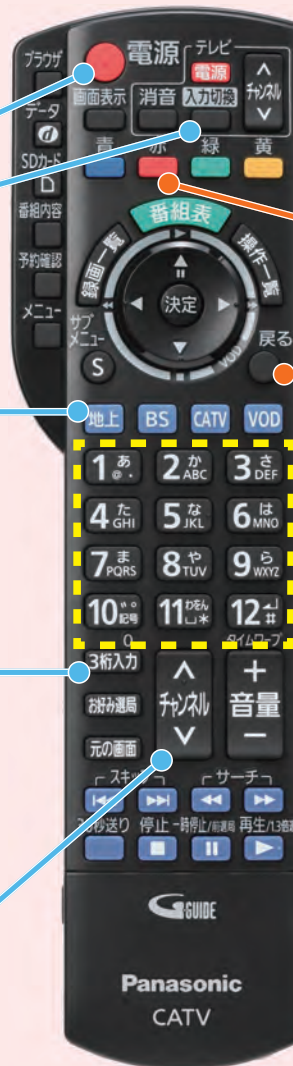 ブラウザ
電源
テレビ
電源
チャンネル
データ
画面表示
消音
入力切換
d
青
赤
緑
黄
SDカード
番組内容
番組表
予約確認
録画一覧
操作一覧
決定
メニュー
サブメニュー
S
VOD
戻る
地上
BS
CATV
VOD
1 あ @.
2 か ABC
3 さ DEF
4 た GHI
5 な JKL
6 は MNO
7 ま PQRS
8 や TUV
9 ら WXYZ
10 記号
11 わをん ␣*
12 #
0
タイムワープ
3桁入力
チャンネル
+
音量
−
お好み選局
元の画面
スキップ
サーチ
30秒送り
停止
一時停止/前選局
再生/1.3倍速
G GUIDE
Panasonic
CATV